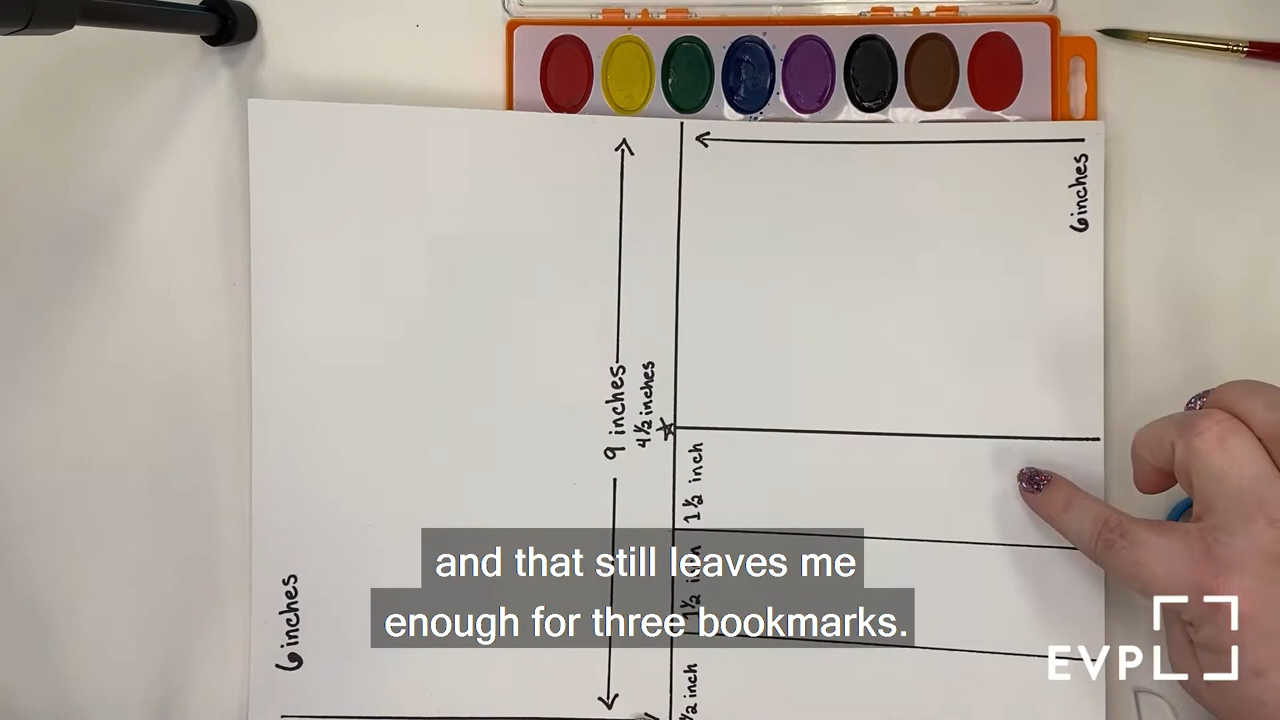 6 inches
9 inches
4½ inches
1½ inch
1½ in
½ inch
6 inches
and that still leaves me
enough for three bookmarks.
EVPL